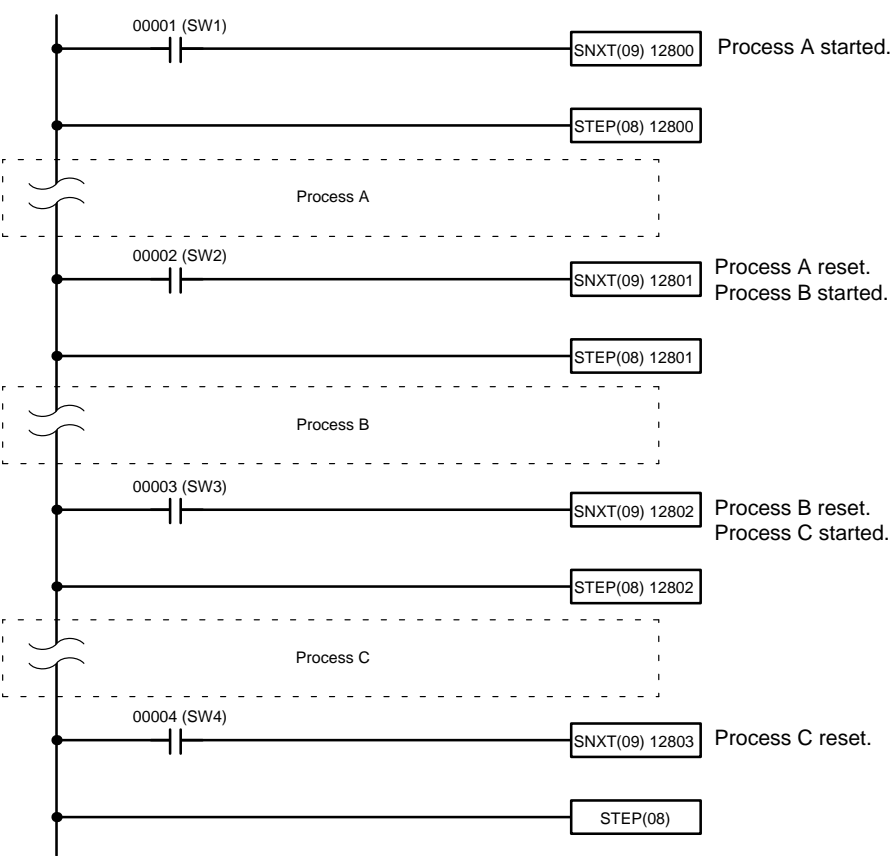 00001 (SW1)
SNXT(09) 12800
Process A started.
STEP(08) 12800
Process A
00002 (SW2)
SNXT(09) 12801
Process A reset.
Process B started.
STEP(08) 12801
Process B
00003 (SW3)
SNXT(09) 12802
Process B reset.
Process C started.
STEP(08) 12802
Process C
00004 (SW4)
SNXT(09) 12803
Process C reset.
STEP(08)